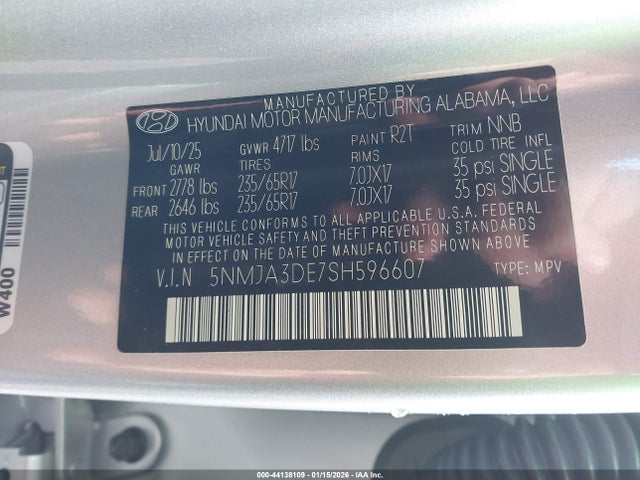 MANUFACTURED BY
HYUNDAI MOTOR MANUFACTURING ALABAMA, LLC
Jul/10/25 GVWR 4717 lbs PAINT R2T TRIM NNB
GAWR TIRES RIMS COLD TIRE INFL
FRONT 2778 lbs 235/65R17 7.0JX17 35 psi SINGLE
REAR 2646 lbs 235/65R17 7.0JX17 35 psi SINGLE
THIS VEHICLE CONFORMS TO ALL APPLICABLE U.S.A. FEDERAL
MOTOR VEHICLE SAFETY AND THEFT PREVENTION STANDARDS
IN EFFECT ON THE DATE OF MANUFACTURE SHOWN ABOVE
V.I.N 5NMJA3DE7SH596607 TYPE: MPV
W400
000-44138109 - 01/15/2026 - IAA Inc.